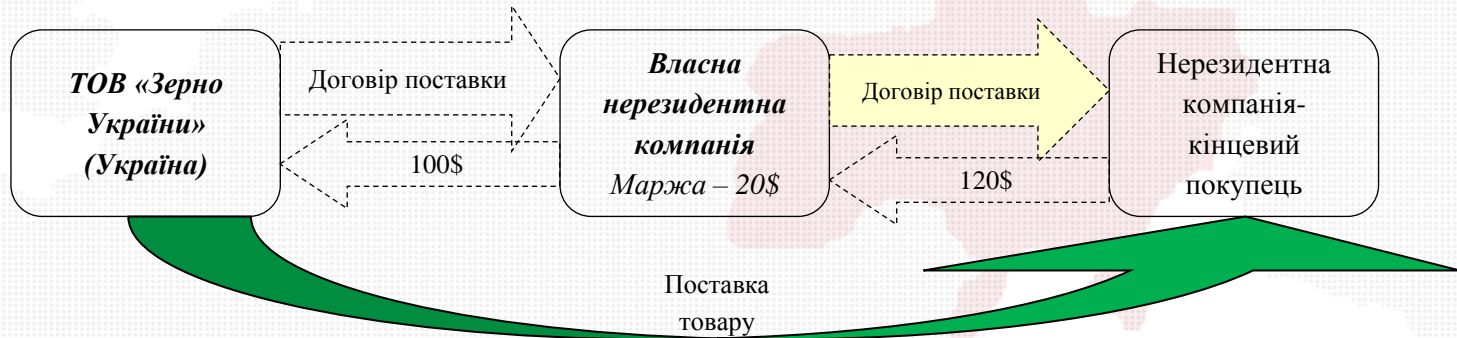 ТОВ «Зерно
України»
(Україна)
Договір поставки
100$
Власна
нерезидентна
компанія
Маржа – 20$
Договір поставки
120$
Нерезидентна
компанія-
кінцевий
покупець
Поставка
товару